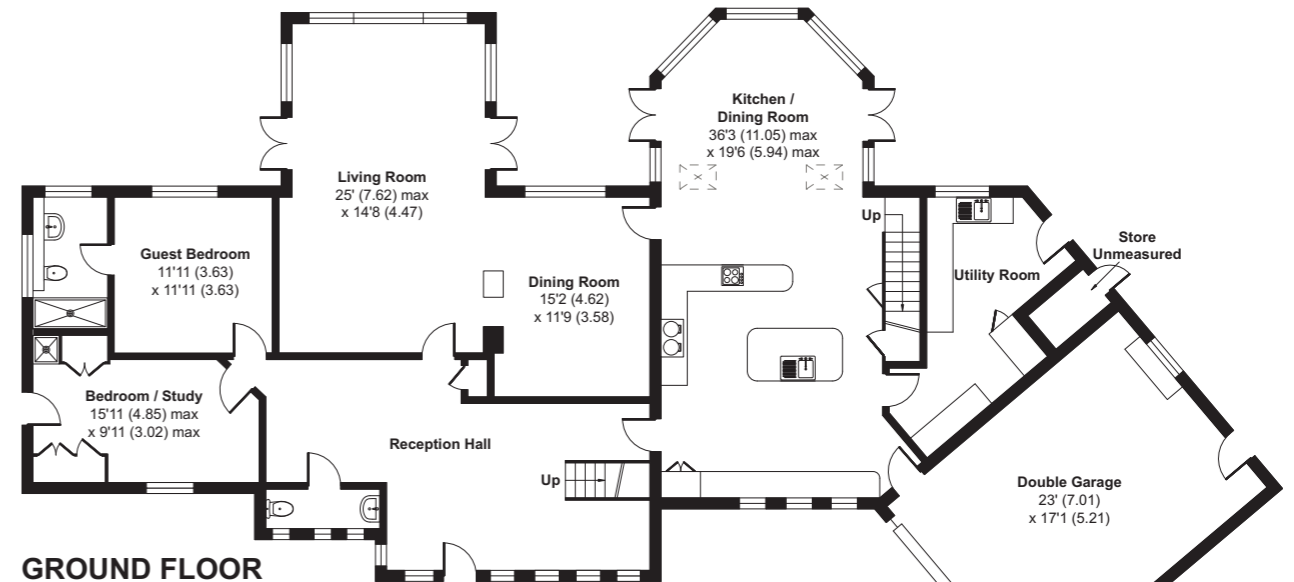 Kitchen /
Dining Room
36'3 (11.05) max
x 19'6 (5.94) max
Living Room
25' (7.62) max
x 14'8 (4.47)
Up
Store
Unmeasured
Guest Bedroom
11'11 (3.63)
x 11'11 (3.63)
Dining Room
15'2 (4.62)
x 11'9 (3.58)
Utility Room
Bedroom / Study
15'11 (4.85) max
x 9'11 (3.02) max
Reception Hall
Up
Double Garage
23' (7.01)
x 17'1 (5.21)
GROUND FLOOR